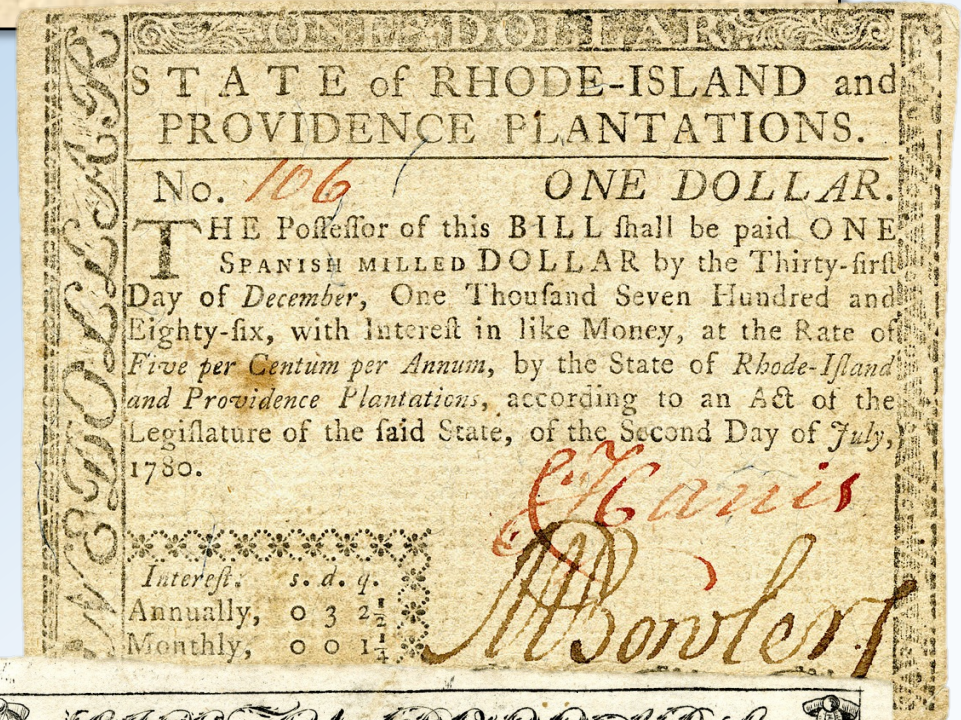 ONE DOLLAR
ONE DOLLAR
STATE of RHODE-ISLAND and
PROVIDENCE PLANTATIONS.
No. 106 ONE DOLLAR.
THE Poſſeſſor of this BILL ſhall be paid ONE
SPANISH MILLED DOLLAR by the Thirty-firſt
Day of December, One Thouſand Seven Hundred and
Eighty-ſix, with Intereſt in like Money, at the Rate of
Five per Centum per Annum, by the State of Rhode-Iſland
and Providence Plantations, according to an Act of the
Legiſlature of the ſaid State, of the Second Day of July,
1780.
Harris
Bowler
Intereſt: s. d. q.
Annually, 0 3 2½
Monthly, 0 0 1¼